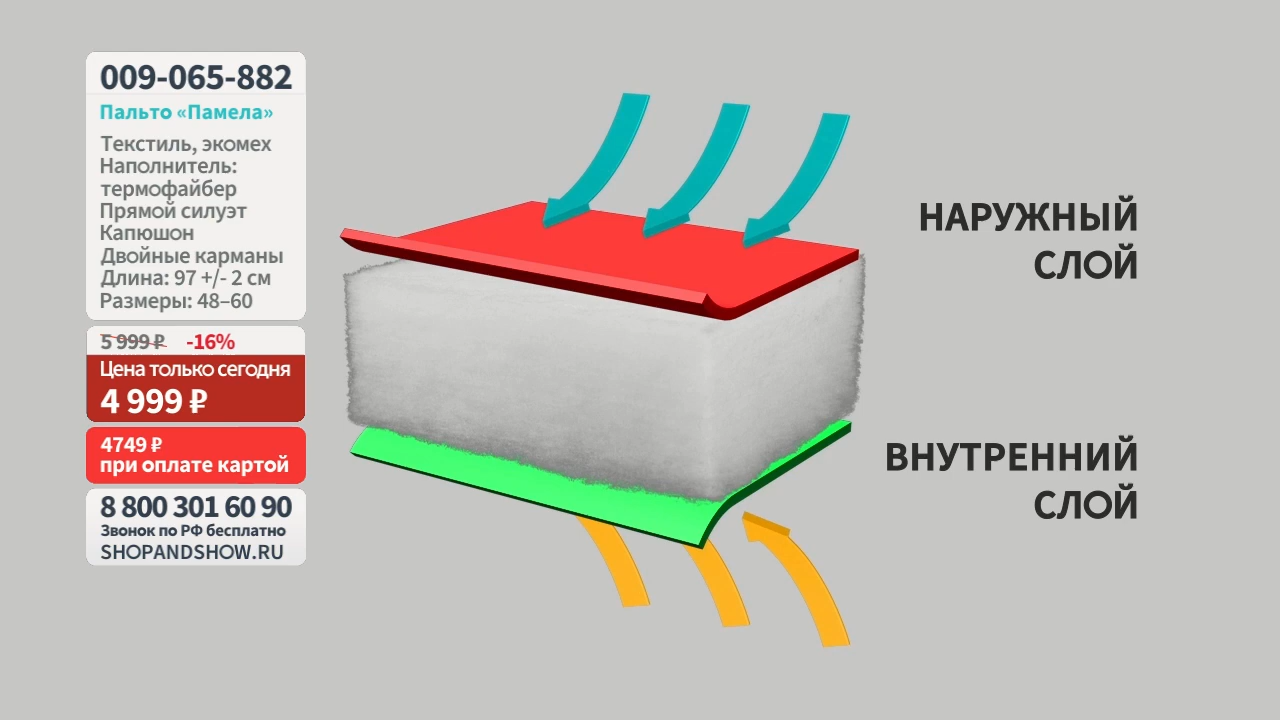 009-065-882
Пальто «Памела»
Текстиль, экомех
Наполнитель:
термофайбер
Прямой силуэт
Капюшон
Двойные карманы
Длина: 97 +/- 2 см
Размеры: 48–60
5 999 ₽ -16%
Цена только сегодня
4 999 ₽
4749 ₽
при оплате картой
8 800 301 60 90
Звонок по РФ бесплатно
SHOPANDSHOW.RU
НАРУЖНЫЙ
СЛОЙ
ВНУТРЕННИЙ
СЛОЙ